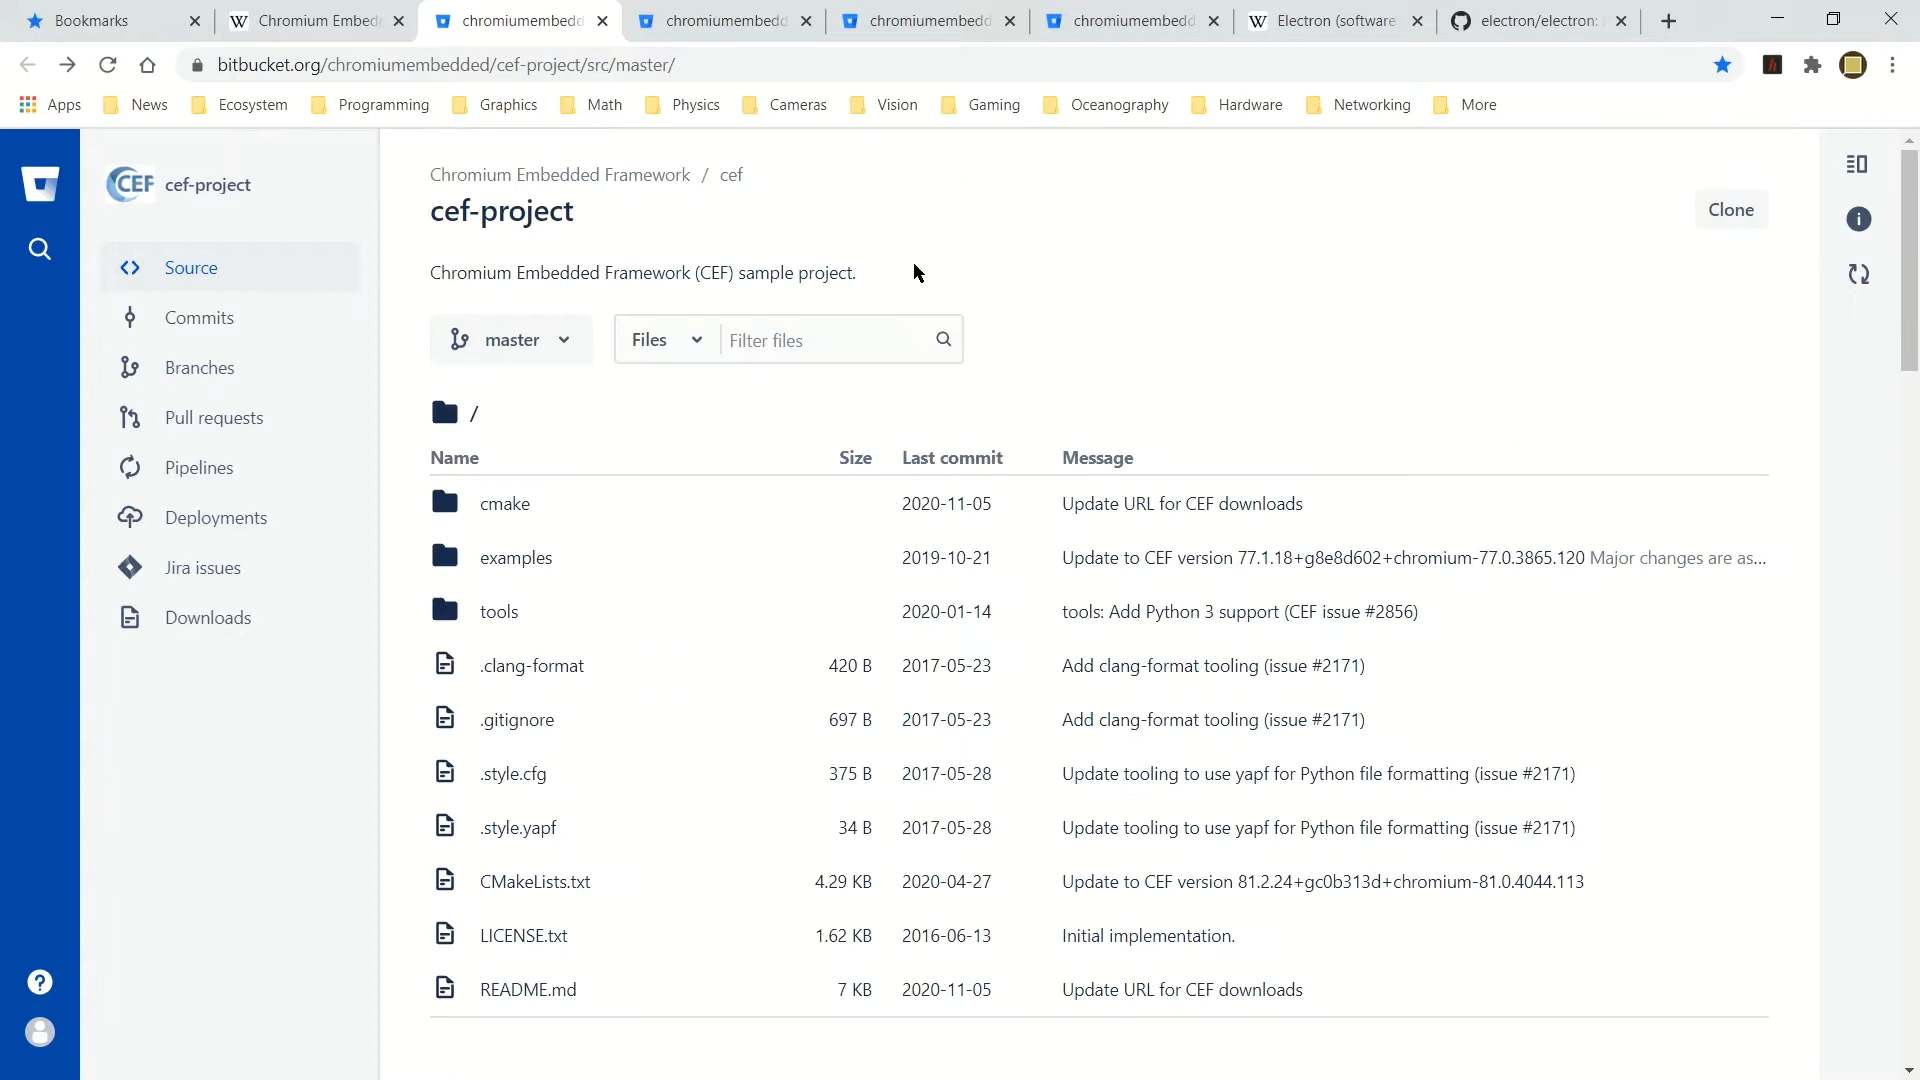 Bookmarks
Chromium Embed
chromiumembedd
chromiumembedd
chromiumembedd
chromiumembedd
Electron (software
electron/electron:
bitbucket.org/chromiumembedded/cef-project/src/master/
Apps
News
Ecosystem
Programming
Graphics
Math
Physics
Cameras
Vision
Gaming
Oceanography
Hardware
Networking
More
CEF cef-project
Source
Commits
Branches
Pull requests
Pipelines
Deployments
Jira issues
Downloads
Chromium Embedded Framework / cef
cef-project
Clone
Chromium Embedded Framework (CEF) sample project.
master
Files
Filter files
/
Name Size Last commit Message
cmake 2020-11-05 Update URL for CEF downloads
examples 2019-10-21 Update to CEF version 77.1.18+g8e8d602+chromium-77.0.3865.120 Major changes are as...
tools 2020-01-14 tools: Add Python 3 support (CEF issue #2856)
.clang-format 420 B 2017-05-23 Add clang-format tooling (issue #2171)
.gitignore 697 B 2017-05-23 Add clang-format tooling (issue #2171)
.style.cfg 375 B 2017-05-28 Update tooling to use yapf for Python file formatting (issue #2171)
.style.yapf 34 B 2017-05-28 Update tooling to use yapf for Python file formatting (issue #2171)
CMakeLists.txt 4.29 KB 2020-04-27 Update to CEF version 81.2.24+gc0b313d+chromium-81.0.4044.113
LICENSE.txt 1.62 KB 2016-06-13 Initial implementation.
README.md 7 KB 2020-11-05 Update URL for CEF downloads